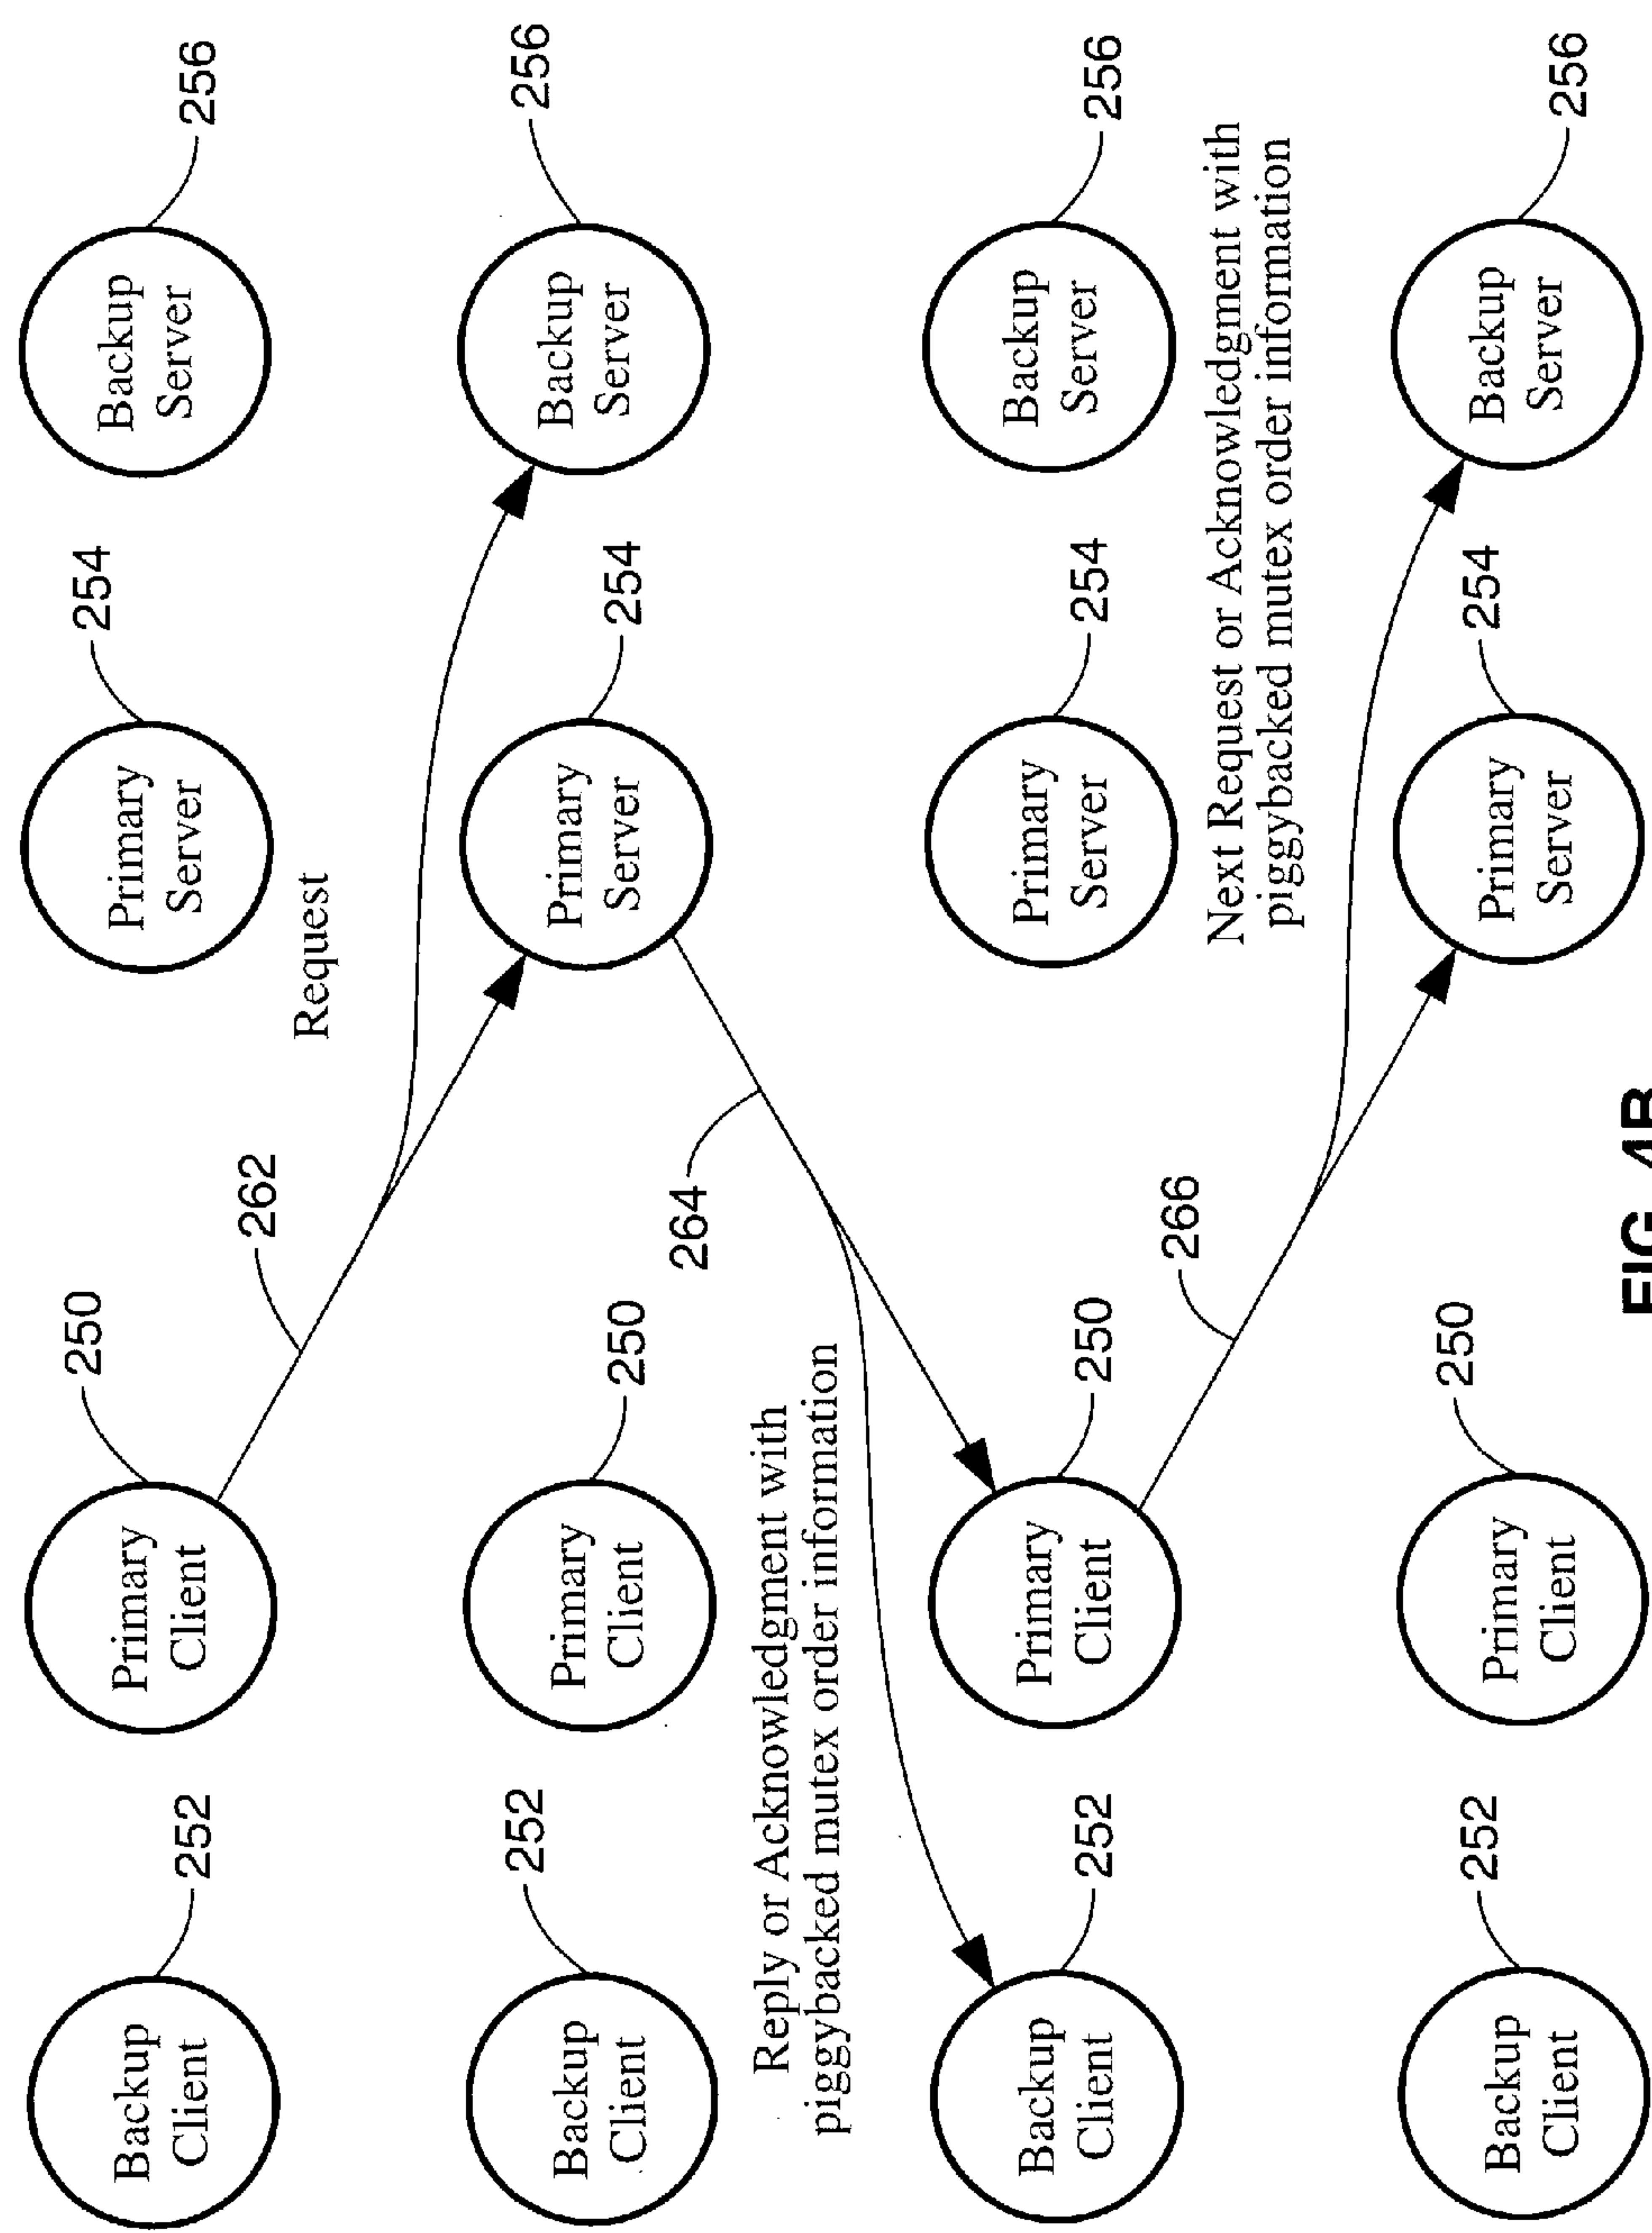 250
254
252
256
Backup
Client
Primary
Client
Primary
Server
Backup
Server
262
Request
252
250
254
256
Backup
Client
Primary
Client
Primary
Server
Backup
Server
264
Reply or Acknowledgment with
piggybacked mutex order information
252
250
254
256
Backup
Client
Primary
Client
Primary
Server
Backup
Server
266
Next Request or Acknowledgment with
piggybacked mutex order information
252
250
254
256
Backup
Client
Primary
Client
Primary
Server
Backup
Server
FIG 4B